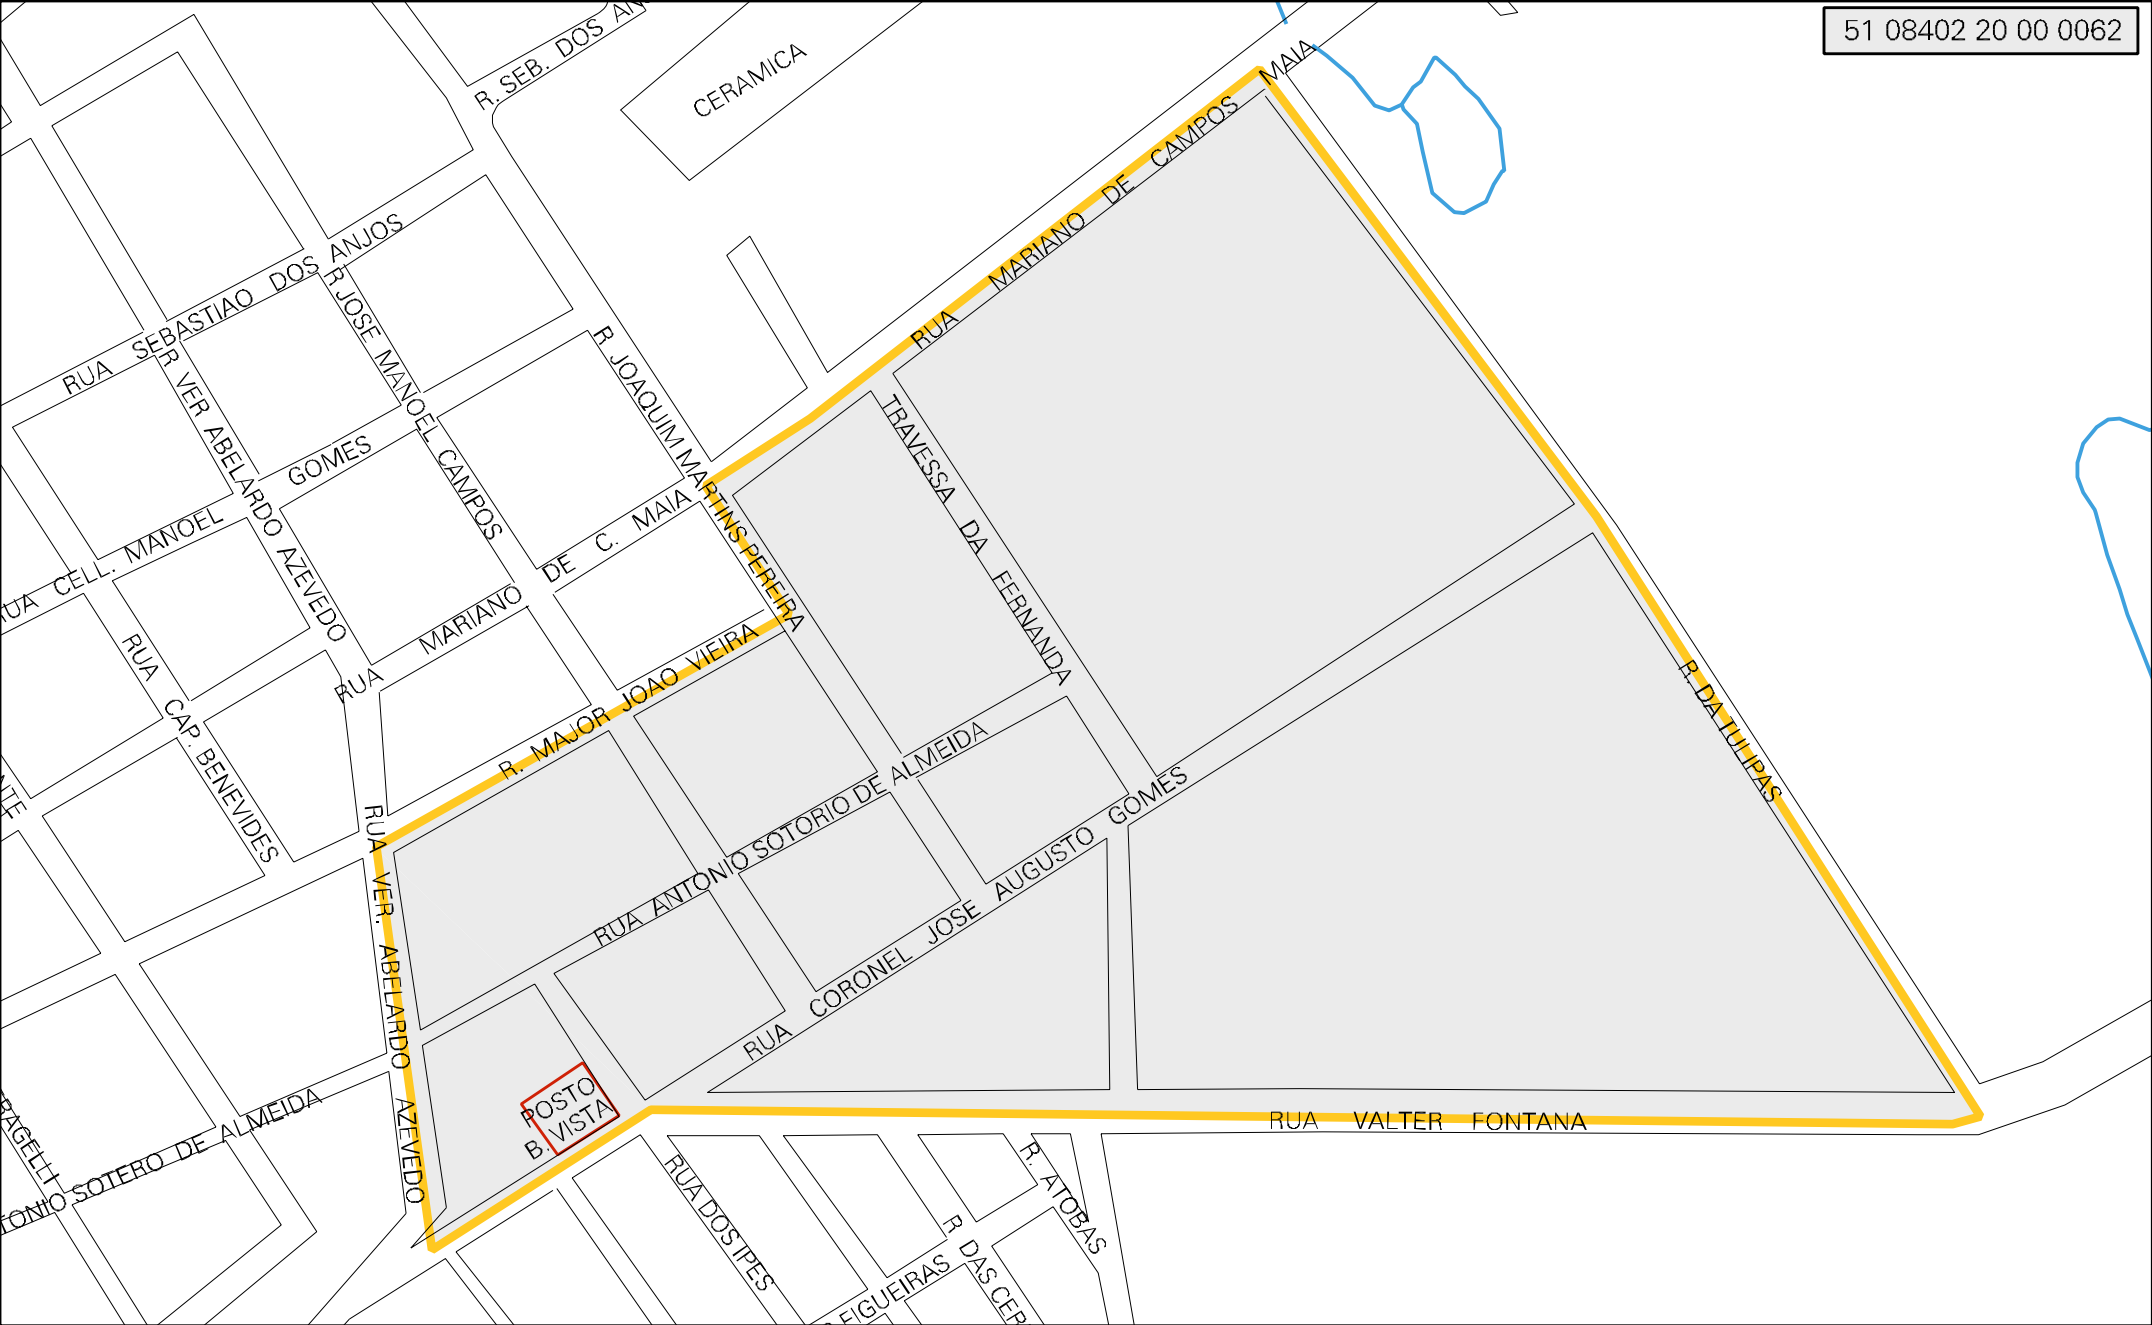 51 08402 20 00 0062
R. SEB. DOS
CERAMICA
RUA MARIANO DE CAMPOS MAIA
RUA SEBASTIAO DOS ANJOS
R JOSE MANOEL CAMPOS
R VER ABELARDO AZEVEDO
R JOAQUIM MARTINS PEREIRA
CELL. MANOEL GOMES
RUA MARIANO DE C. MAIA
TRAVESSA DA FERNANDA
RUA CAP. BENEVIDES
R. MAJOR JOAO VIEIRA
R. DA TULIPAS
RUA ANTONIO SOTORIO DE ALMEIDA
RUA CORONEL JOSE AUGUSTO GOMES
RUA VER. ABELARDO AZEVEDO
POSTO
B. VISTA
RUA VALTER FONTANA
TONIO SOTERO DE ALMEIDA
RAGELLI
RUA DOS IPES
R. ATOBAS
R DAS CER
FIGUEIRAS